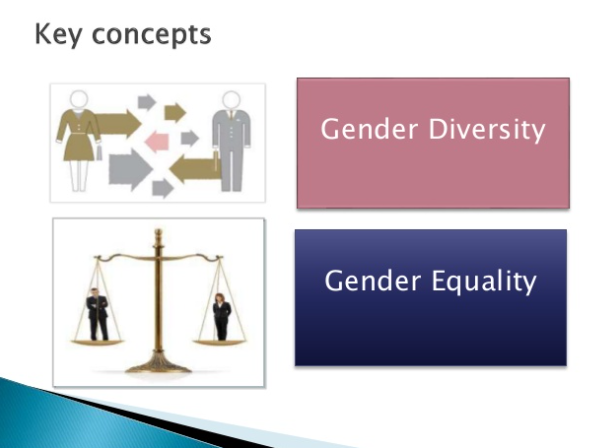 Key concepts
Gender Diversity
Gender Equality